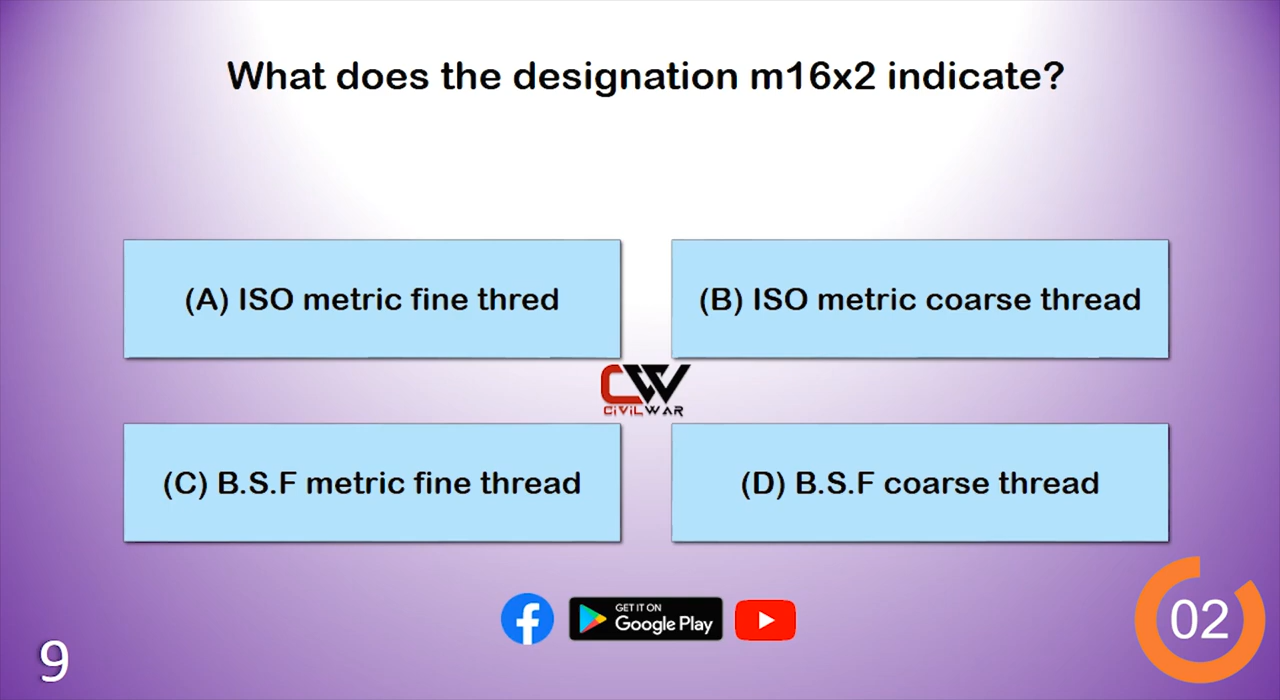 What does the designation m16x2 indicate?
(A) ISO metric fine thred
(B) ISO metric coarse thread
CW
CiViL WAR
(C) B.S.F metric fine thread
(D) B.S.F coarse thread
GET IT ON
Google Play
02
9